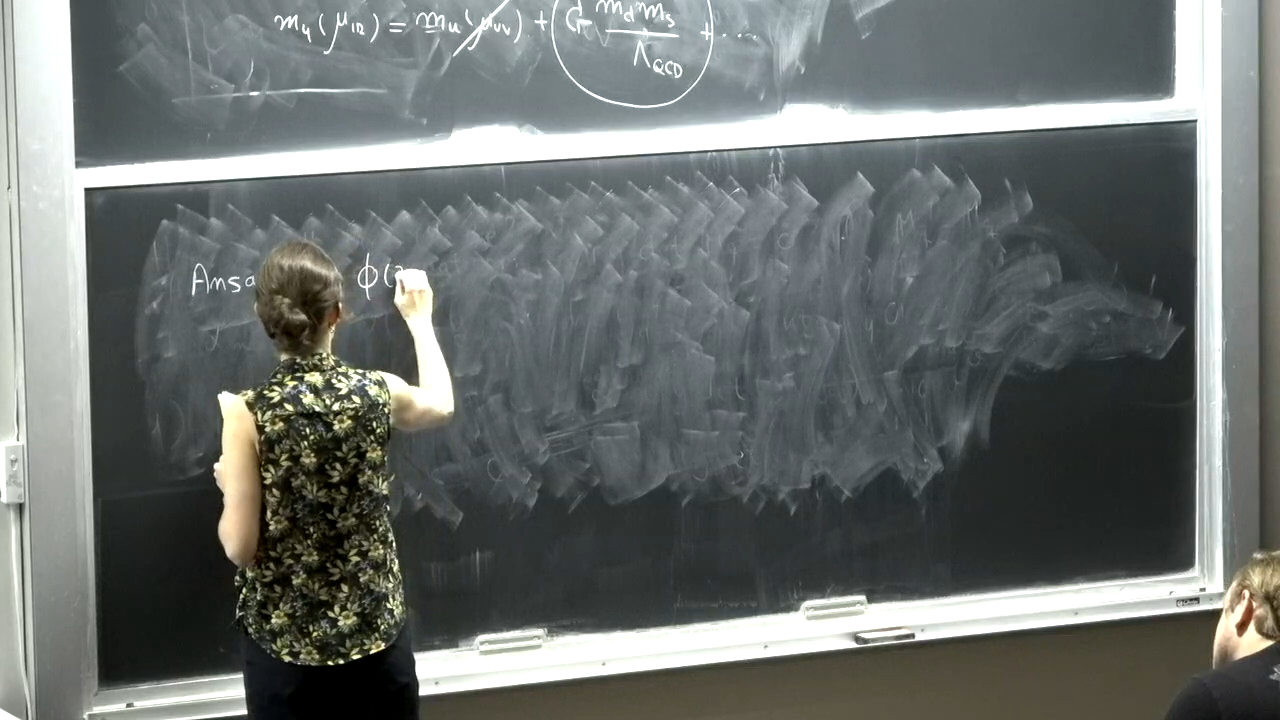 m_u(μ_IR) = m_u(μ_UV) + G m_d m_s / Λ_QCD + ...
Ansa φ(